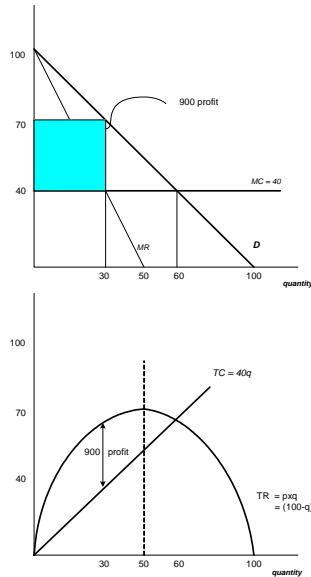 100
900 profit
70
MC = 40
40
MR
D
30 50 60 100
quantity
100
TC = 40q
70
900 profit
40
TR = pxq
= (100-q)
30 50 60 100
quantity